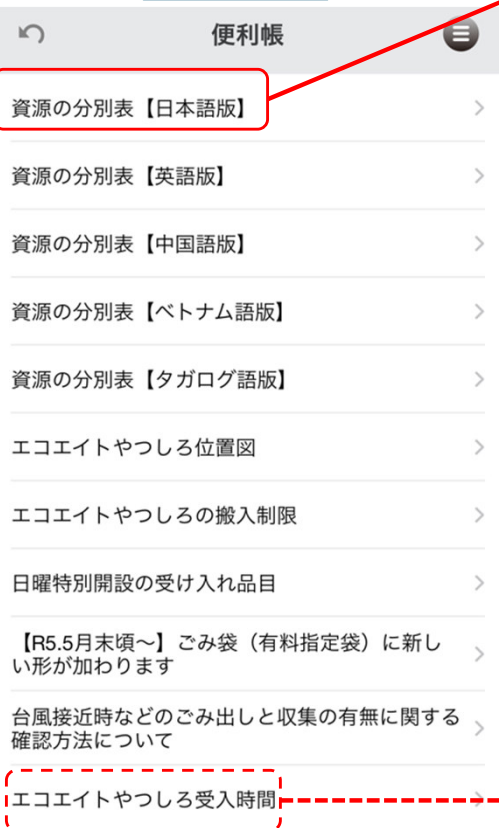 便利帳
資源の分別表【日本語版】
資源の分別表【英語版】
資源の分別表【中国語版】
資源の分別表【ベトナム語版】
資源の分別表【タガログ語版】
エコエイトやつしろ位置図
エコエイトやつしろの搬入制限
日曜特別開設の受け入れ品目
【R5.5月末頃～】ごみ袋（有料指定袋）に新し
い形が加わります
台風接近時などのごみ出しと収集の有無に関する
確認方法について
エコエイトやつしろ受入時間